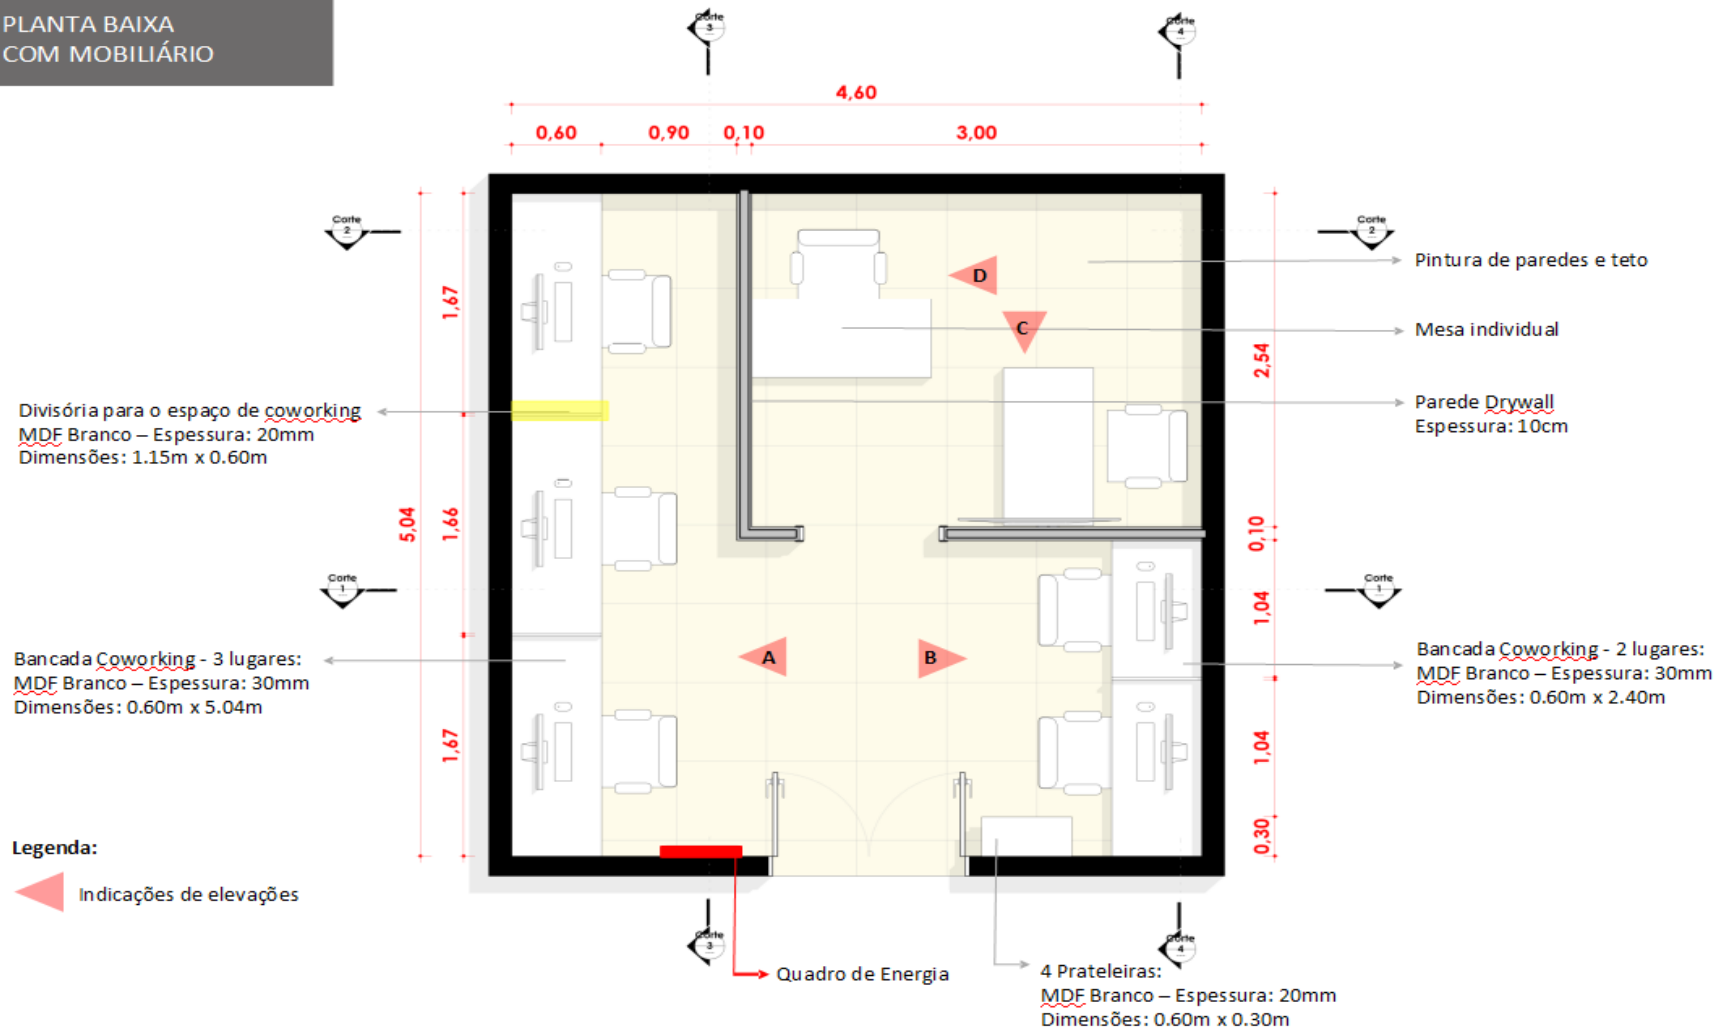 PLANTA BAIXA
COM MOBILIÁRIO
Corte
3
Corte
4
4,60
0,60
0,90
0,10
3,00
Corte
2
Corte
2
Pintura de paredes e teto
D
1,67
C
Mesa individual
2,54
Divisória para o espaço de coworking
MDF Branco – Espessura: 20mm
Dimensões: 1.15m x 0.60m
Parede Drywall
Espessura: 10cm
5,04
1,66
0,10
Corte
1
Corte
1
1,04
A
B
Bancada Coworking - 3 lugares:
MDF Branco – Espessura: 30mm
Dimensões: 0.60m x 5.04m
Bancada Coworking - 2 lugares:
MDF Branco – Espessura: 30mm
Dimensões: 0.60m x 2.40m
1,67
1,04
0,30
Legenda:
Indicações de elevações
Corte
3
Corte
4
Quadro de Energia
4 Prateleiras:
MDF Branco – Espessura: 20mm
Dimensões: 0.60m x 0.30m